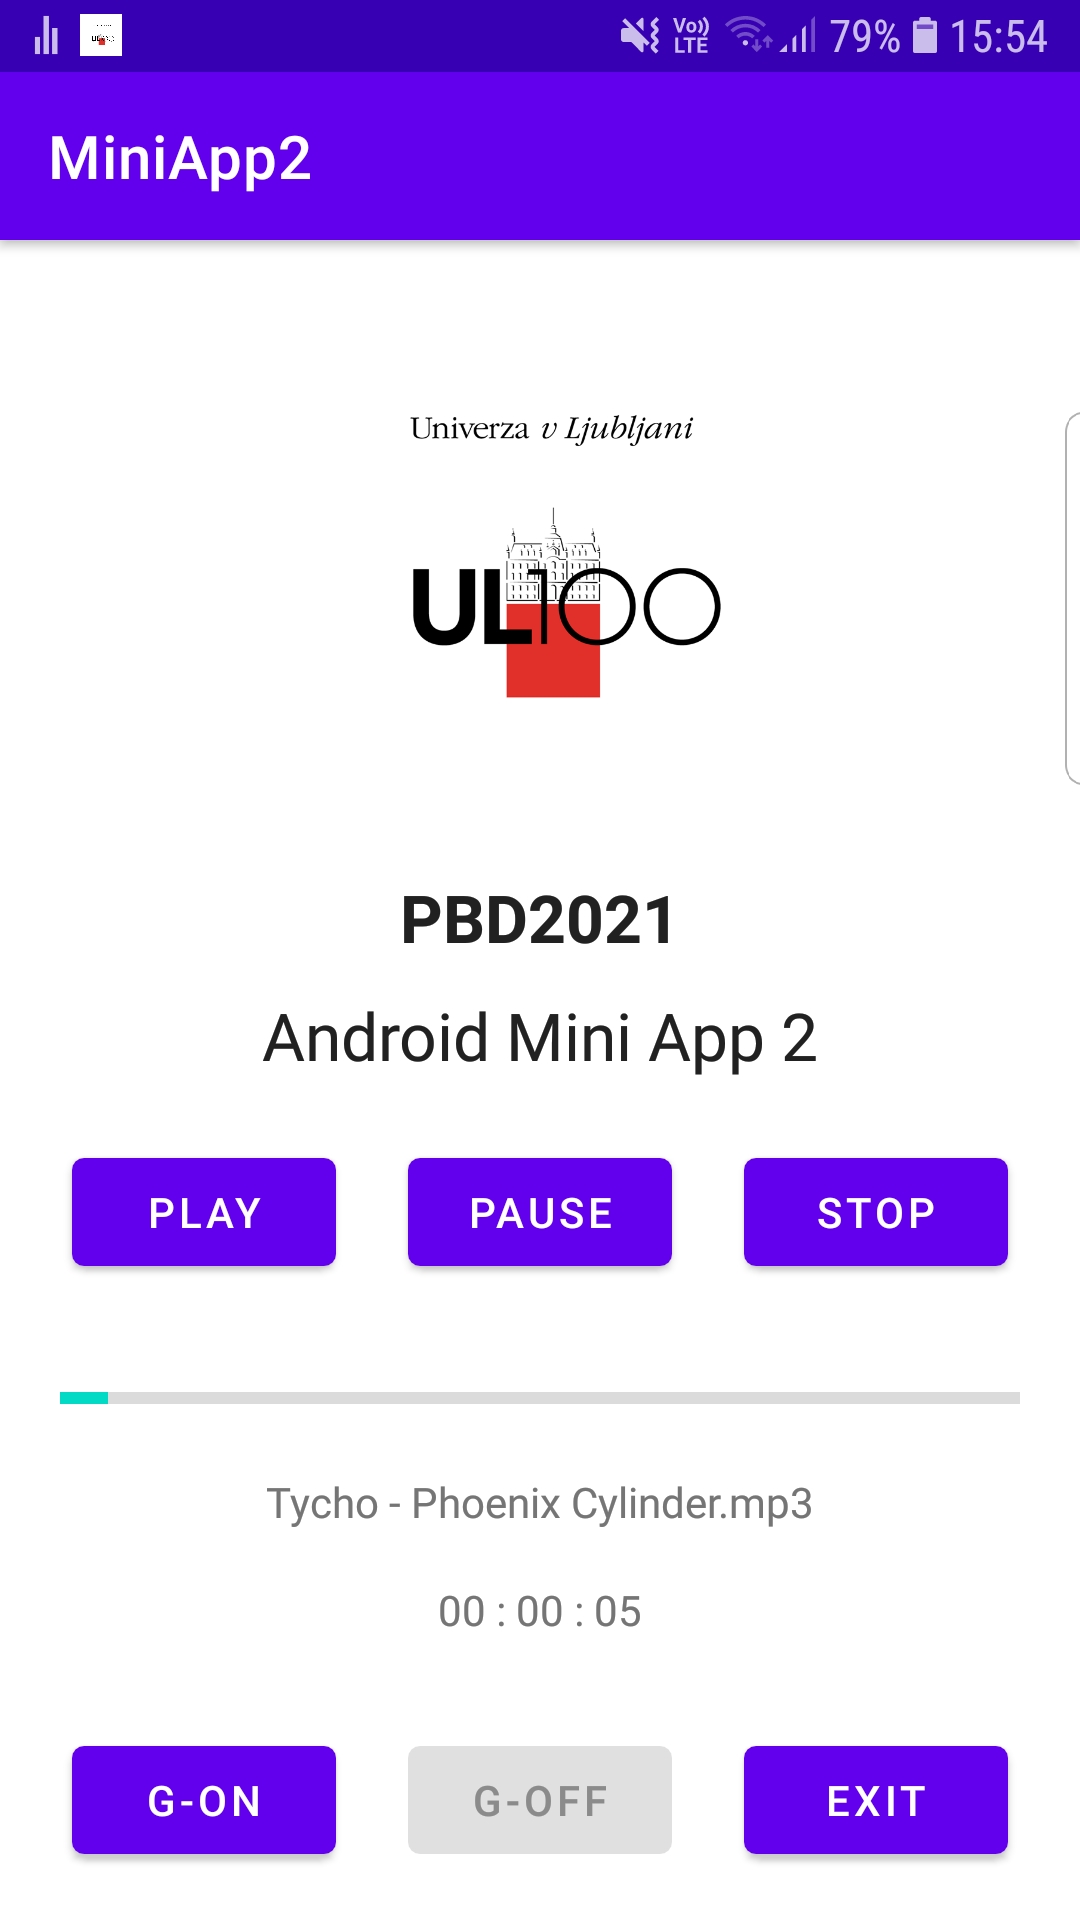 Vo)) LTE 79% 15:54
MiniApp2
Univerza v Ljubljani
UL100
PBD2021
Android Mini App 2
PLAY PAUSE STOP
Tycho - Phoenix Cylinder.mp3
00 : 00 : 05
G-ON G-OFF EXIT